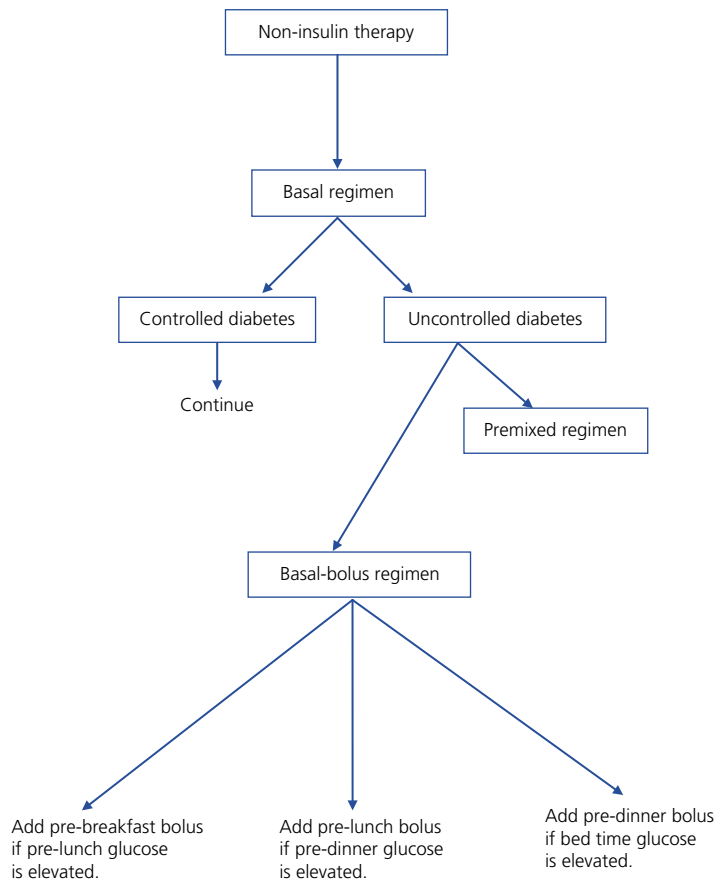 Non-insulin therapy
Basal regimen
Controlled diabetes
Uncontrolled diabetes
Continue
Premixed regimen
Basal-bolus regimen
Add pre-breakfast bolus
if pre-lunch glucose
is elevated.
Add pre-lunch bolus
if pre-dinner glucose
is elevated.
Add pre-dinner bolus
if bed time glucose
is elevated.